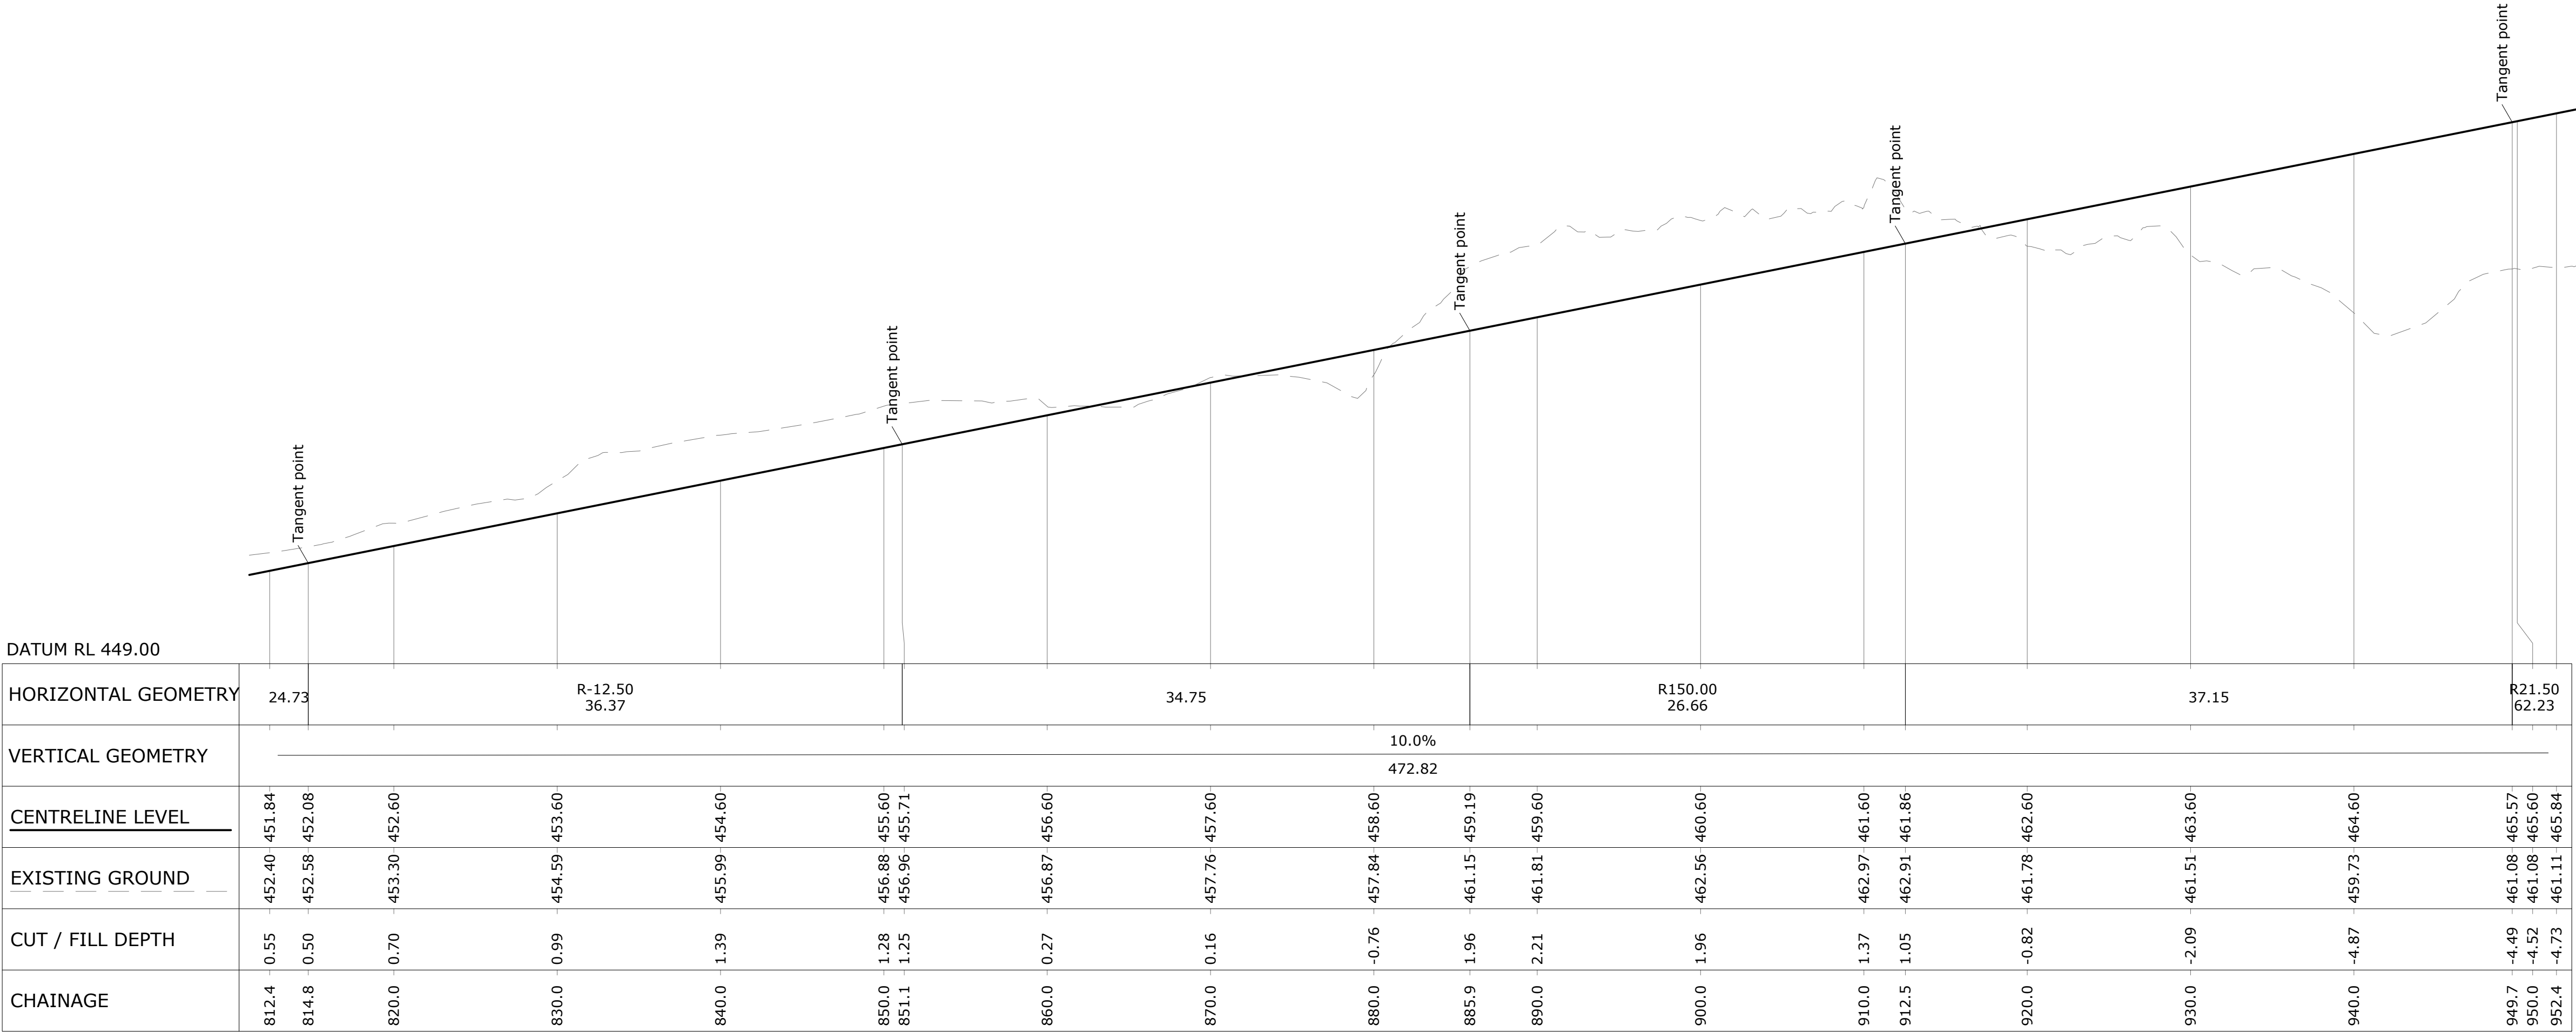 Tangent point
Tangent point
Tangent point
Tangent point
Tangent point
DATUM RL 449.00
HORIZONTAL GEOMETRY
24.73
R-12.50
36.37
34.75
R150.00
26.66
37.15
R21.50
62.23
VERTICAL GEOMETRY
10.0%
472.82
CENTRELINE LEVEL
451.84 452.08 452.60 453.60 454.60 455.60 455.71 456.60 457.60 458.60 459.19 459.60 460.60 461.60 461.86 462.60 463.60 464.60 465.57 465.60 465.84
EXISTING GROUND
452.40 452.58 453.30 454.59 455.99 456.88 456.96 456.87 457.76 457.84 461.15 461.81 462.56 462.97 462.91 461.78 461.51 459.73 461.08 461.08 461.11
CUT / FILL DEPTH
0.55 0.50 0.70 0.99 1.39 1.28 1.25 0.27 0.16 -0.76 1.96 2.21 1.96 1.37 1.05 -0.82 -2.09 -4.87 -4.49 -4.52 -4.73
CHAINAGE
812.4 814.8 820.0 830.0 840.0 850.0 851.1 860.0 870.0 880.0 885.9 890.0 900.0 910.0 912.5 920.0 930.0 940.0 949.7 950.0 952.4